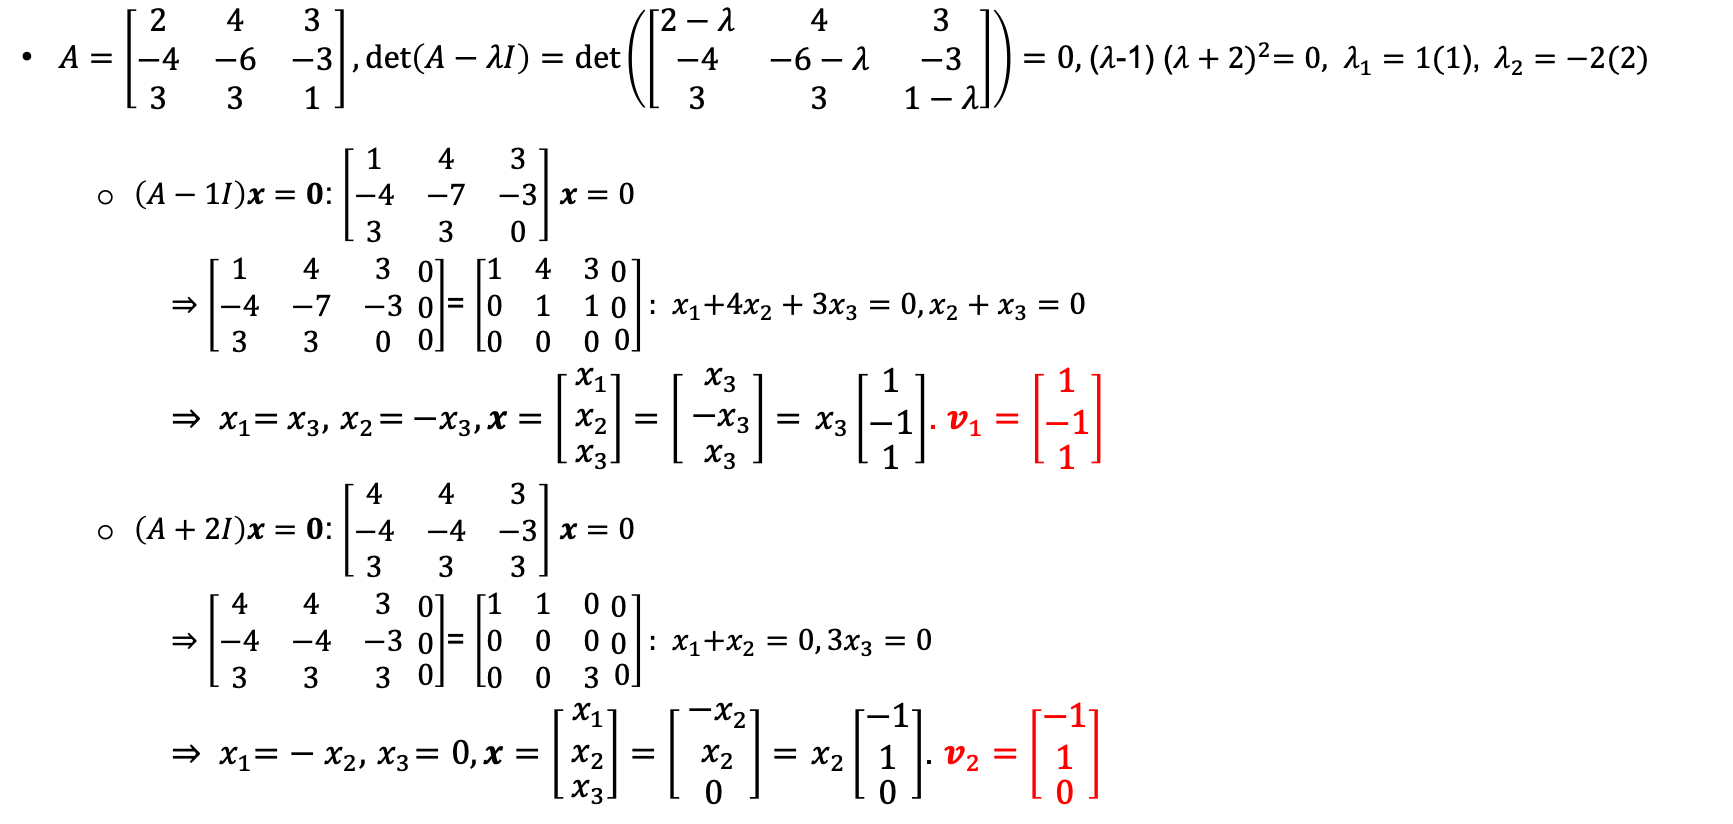 • A = [2 4 3; −4 −6 −3; 3 3 1], det(A − λI) = det([2 − λ 4 3; −4 −6 − λ −3; 3 3 1 − λ]) = 0, (λ-1) (λ + 2)²= 0, λ₁ = 1(1), λ₂ = −2(2)
○ (A − 1I)x = 0: [1 4 3; −4 −7 −3; 3 3 0] x = 0
⇒ [1 4 3 0; −4 −7 −3 0; 3 3 0 0] = [1 4 3 0; 0 1 1 0; 0 0 0 0] : x₁+4x₂ + 3x₃ = 0, x₂ + x₃ = 0
⇒ x₁= x₃, x₂= −x₃, x = [x₁; x₂; x₃] = [x₃; −x₃; x₃] = x₃ [1; −1; 1]. v₁ = [1; −1; 1]
○ (A + 2I)x = 0: [4 4 3; −4 −4 −3; 3 3 3] x = 0
⇒ [4 4 3 0; −4 −4 −3 0; 3 3 3 0] = [1 1 0 0; 0 0 0 0; 0 0 3 0] : x₁+x₂ = 0, 3x₃ = 0
⇒ x₁= − x₂, x₃= 0, x = [x₁; x₂; x₃] = [−x₂; x₂; 0] = x₂ [−1; 1; 0]. v₂ = [−1; 1; 0]